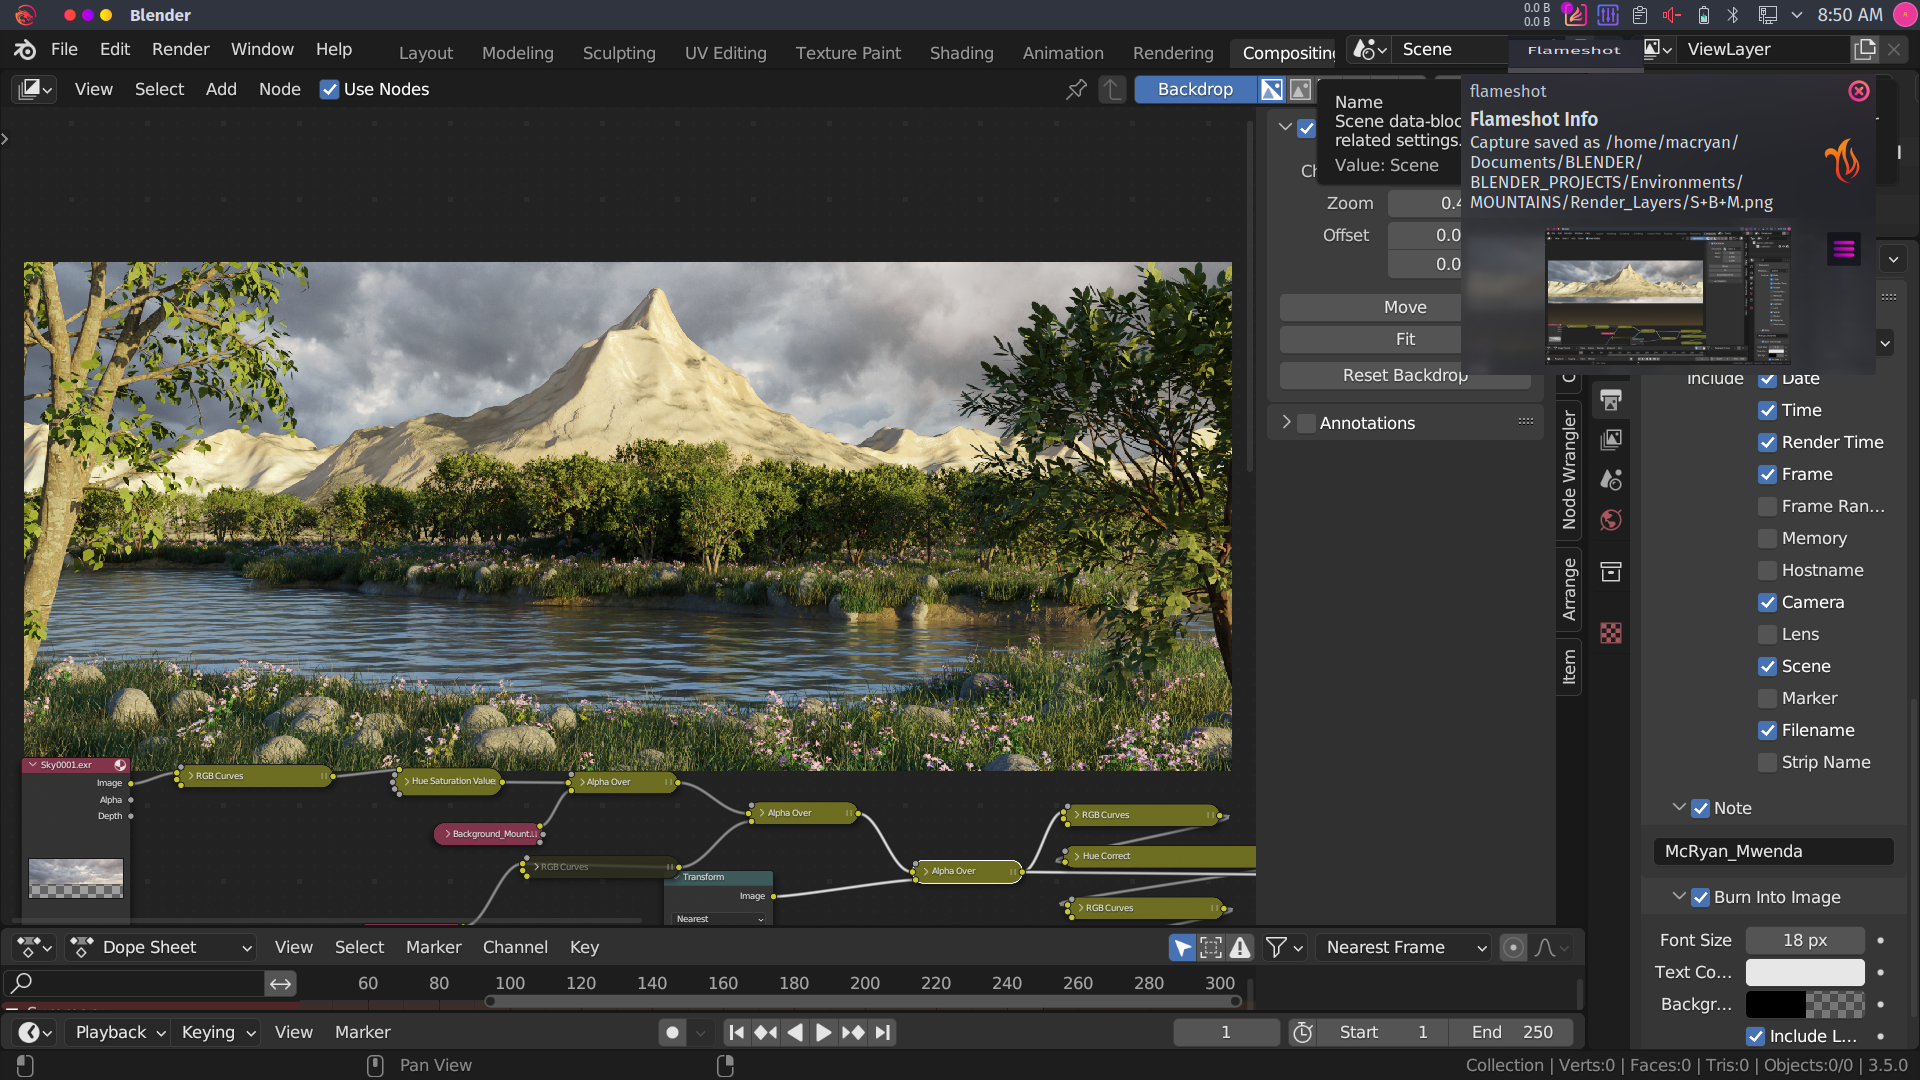 Blender
0.0 B
0.0 B
8:50 AM
File Edit Render Window Help
Layout Modeling Sculpting UV Editing Texture Paint Shading Animation Rendering Compositing
Scene
Flameshot
ViewLayer
View Select Add Node Use Nodes
Backdrop
Name
Scene data-bloc
related settings.
Value: Scene
flameshot
Flameshot Info
Capture saved as /home/macryan/
Documents/BLENDER/
BLENDER_PROJECTS/Environments/
MOUNTAINS/Render_Layers/S+B+M.png
Zoom
Offset 0.0
0.0
Move
Fit
Reset Backdrop
Annotations
Node Wrangler
Arrange
Item
Include Date
Time
Render Time
Frame
Frame Ran...
Memory
Hostname
Camera
Lens
Scene
Marker
Filename
Strip Name
Note
McRyan_Mwenda
Burn Into Image
Font Size 18 px
Text Co...
Backgr...
Include L...
Sky0001.exr
Image
Alpha
Depth
RGB Curves
Hue Saturation Value
Alpha Over
Background_Mount...
Alpha Over
RGB Curves
Transform
Image
Nearest
Alpha Over
RGB Curves
Hue Correct
RGB Curves
Dope Sheet View Select Marker Channel Key
Nearest Frame
60 80 100 120 140 160 180 200 220 240 260 280 300
Playback Keying View Marker
1
Start 1
End 250
Pan View
Collection | Verts:0 | Faces:0 | Tris:0 | Objects:0/0 | 3.5.0